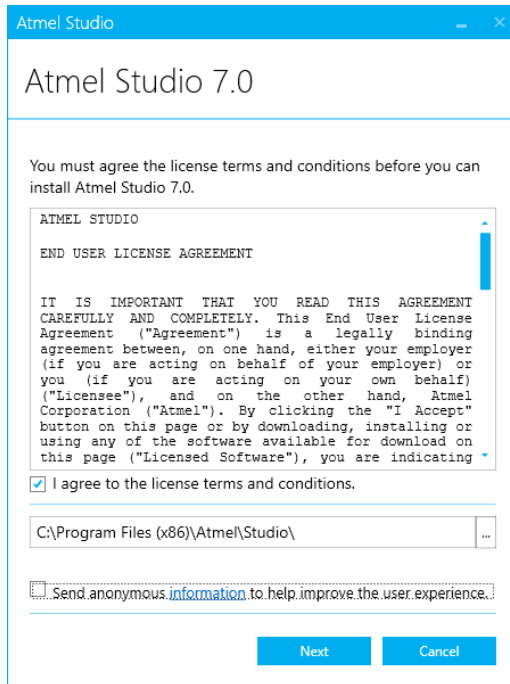 Atmel Studio
Atmel Studio 7.0
You must agree the license terms and conditions before you can
install Atmel Studio 7.0.
ATMEL STUDIO
END USER LICENSE AGREEMENT
IT IS IMPORTANT THAT YOU READ THIS AGREEMENT
CAREFULLY AND COMPLETELY. This End User License
Agreement ("Agreement") is a legally binding
agreement between, on one hand, either your employer
(if you are acting on behalf of your employer) or
you (if you are acting on your own behalf)
("Licensee"), and on the other hand, Atmel
Corporation ("Atmel"). By clicking the "I Accept"
button on this page or by downloading, installing or
using any of the software available for download on
this page ("Licensed Software"), you are indicating
I agree to the license terms and conditions.
C:\Program Files (x86)\Atmel\Studio\
...
Send anonymous information to help improve the user experience.
Next Cancel